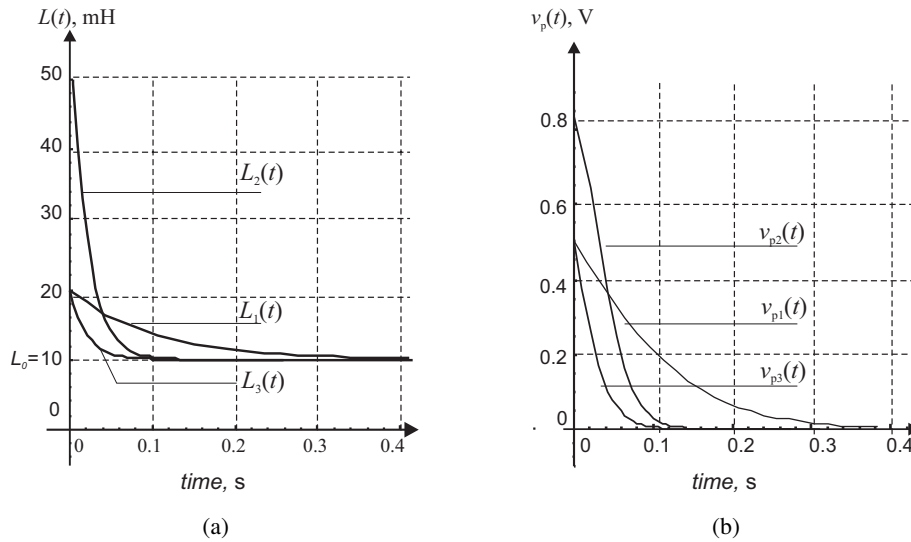 L(t), mH
50
40
30
20
L₀=10
0
L₂(t)
L₁(t)
L₃(t)
0 0.1 0.2 0.3 0.4
time, s
(a)
vₚ(t), V
0.8
0.6
0.4
0.2
0
vₚ₂(t)
vₚ₁(t)
vₚ₃(t)
0 0.1 0.2 0.3 0.4
time, s
(b)